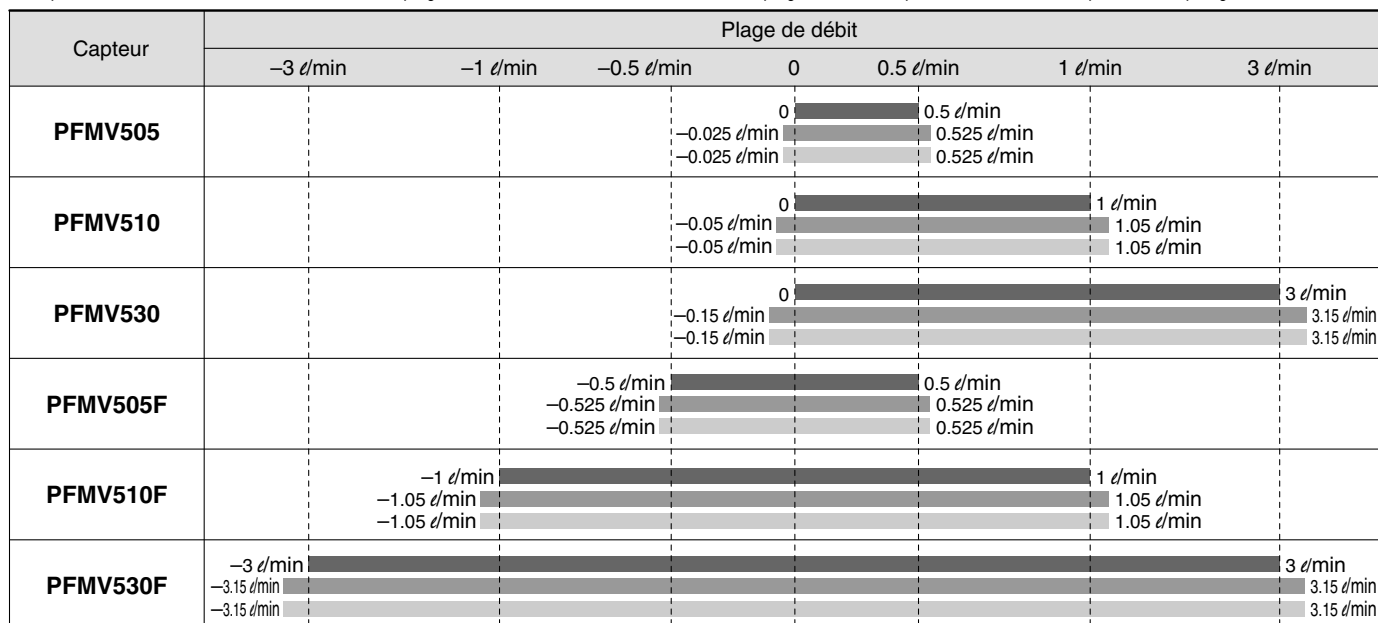 Capteur
Plage de débit
–3 ℓ/min –1 ℓ/min –0.5 ℓ/min 0 0.5 ℓ/min 1 ℓ/min 3 ℓ/min
PFMV505
0 0.5 ℓ/min
–0.025 ℓ/min 0.525 ℓ/min
–0.025 ℓ/min 0.525 ℓ/min
PFMV510
0 1 ℓ/min
–0.05 ℓ/min 1.05 ℓ/min
–0.05 ℓ/min 1.05 ℓ/min
PFMV530
0 3 ℓ/min
–0.15 ℓ/min 3.15 ℓ/min
–0.15 ℓ/min 3.15 ℓ/min
PFMV505F
–0.5 ℓ/min 0.5 ℓ/min
–0.525 ℓ/min 0.525 ℓ/min
–0.525 ℓ/min 0.525 ℓ/min
PFMV510F
–1 ℓ/min 1 ℓ/min
–1.05 ℓ/min 1.05 ℓ/min
–1.05 ℓ/min 1.05 ℓ/min
PFMV530F
–3 ℓ/min 3 ℓ/min
–3.15 ℓ/min 3.15 ℓ/min
–3.15 ℓ/min 3.15 ℓ/min